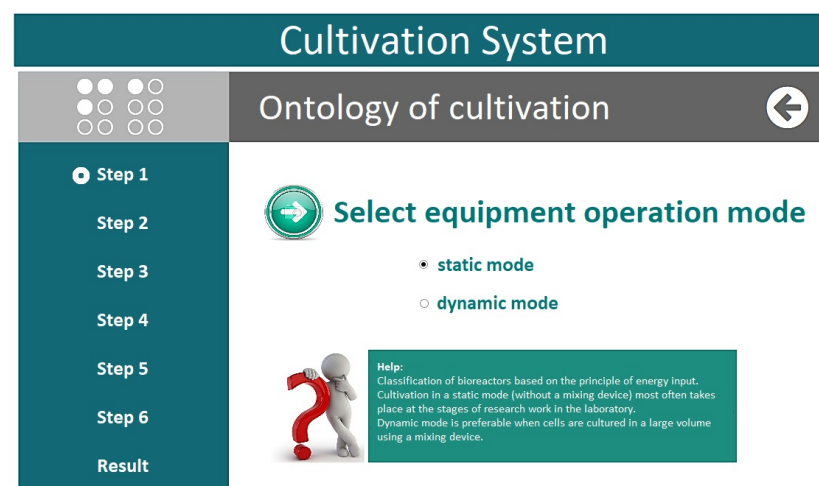 Cultivation System
Ontology of cultivation
Step 1
Step 2
Step 3
Step 4
Step 5
Step 6
Result
Select equipment operation mode
static mode
dynamic mode
Help:
Classification of bioreactors based on the principle of energy input.
Cultivation in a static mode (without a mixing device) most often takes
place at the stages of research work in the laboratory.
Dynamic mode is preferable when cells are cultured in a large volume
using a mixing device.